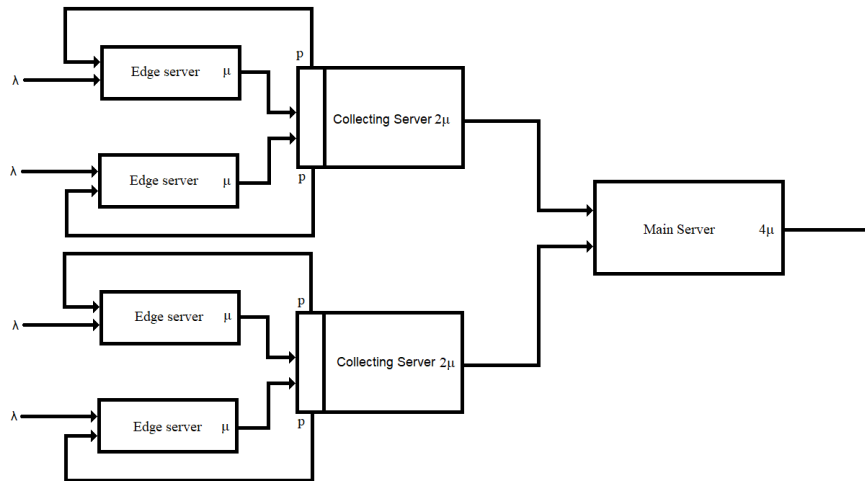 p
Edge server μ
λ
Collecting Server 2μ
λ
Edge server μ
p
Main Server 4μ
p
Edge server μ
λ
Collecting Server 2μ
λ
Edge server μ
p